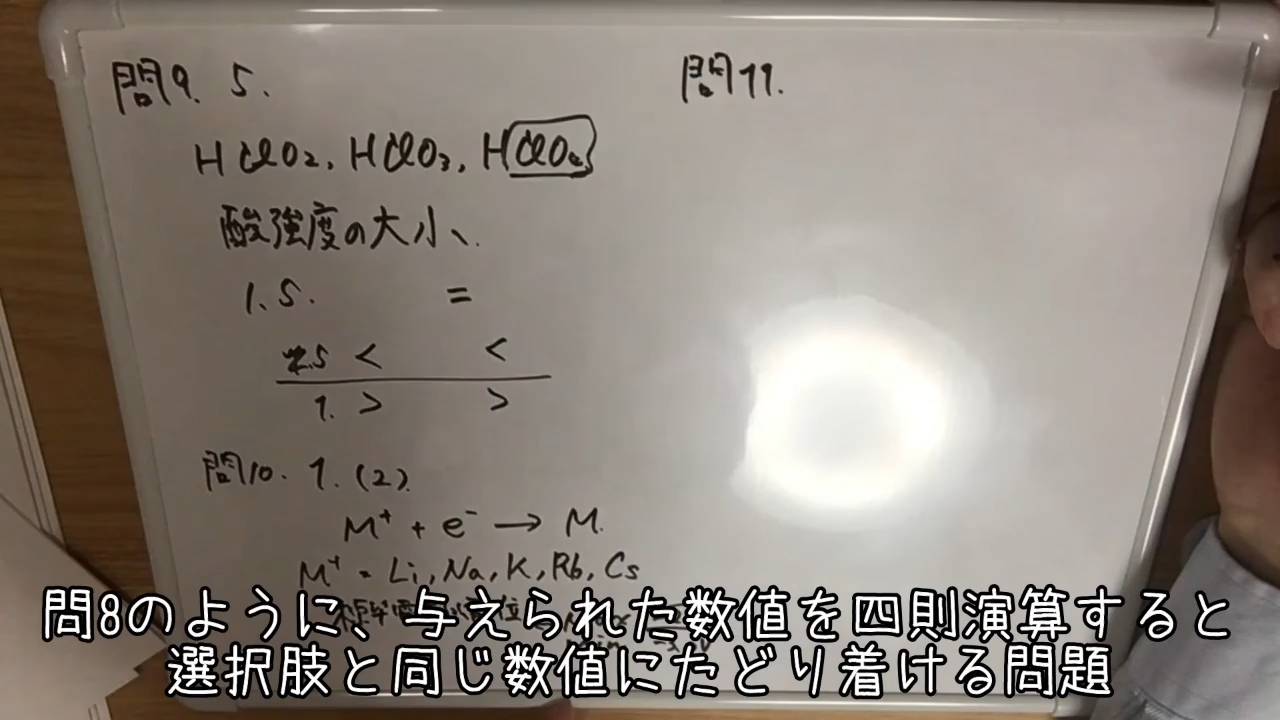 問9. 5.
HClO2, HClO3, HClO4
酸強度の大小、
1. 5. =
5 < <
1. > >
問10. 1. (2).
M⁺ + e⁻ → M.
M⁺ = Li, Na, K, Rb, Cs
問11.
問8のように、与えられた数値を四則演算すると
選択肢と同じ数値にたどり着ける問題